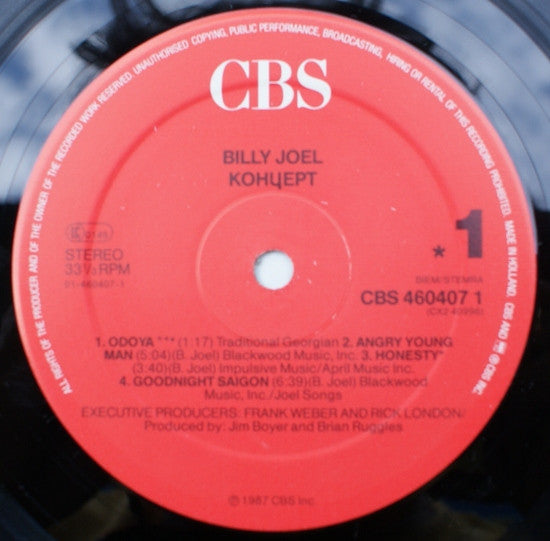 ALL RIGHTS OF THE PRODUCER AND OF THE OWNER OF THE RECORDED WORK RESERVED. UNAUTHORISED COPYING, PUBLIC PERFORMANCE, BROADCASTING, HIRING OR RENTAL OF THIS RECORDING PROHIBITED. MADE IN HOLLAND. CBS AND ® CBS INC.
CBS
BILLY JOEL
КОНЦЕРТ
STEREO
33⅓ RPM
01-460407-1
* 1
BIEM/STEMRA
CBS 460407 1
(CX2 40996)
1. ODOYA *** (1:17) Traditional Georgian 2. ANGRY YOUNG
MAN (5:04)(B. Joel) Blackwood Music, Inc. 3. HONESTY*
(3:40)(B. Joel) Impulsive Music/April Music Inc.
4. GOODNIGHT SAIGON (6:39)(B. Joel) Blackwood
Music, Inc./Joel Songs
EXECUTIVE PRODUCERS: FRANK WEBER AND RICK LONDON/
Produced by: Jim Boyer and Brian Ruggles
℗ 1987 CBS Inc.